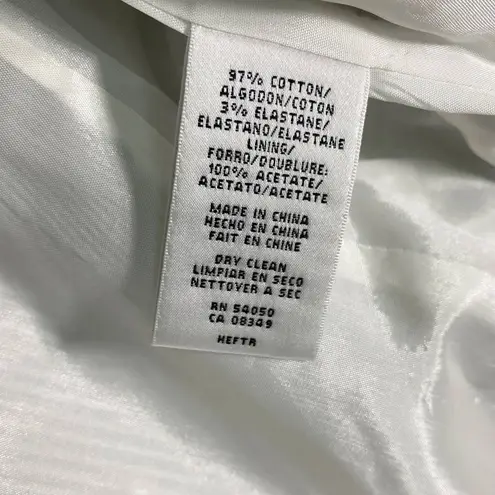 97% COTTON/
ALGODON/COTON
3% ELASTANE/
ELASTANO/ELASTANE
LINING/
FORRO/DOUBLURE:
100% ACETATE/
ACETATO/ACETATE
MADE IN CHINA
HECHO EN CHINA
FAIT EN CHINE
DRY CLEAN
LIMPIAR EN SECO
NETTOYER A SEC
RN 54050
CA 08349
HEFTR